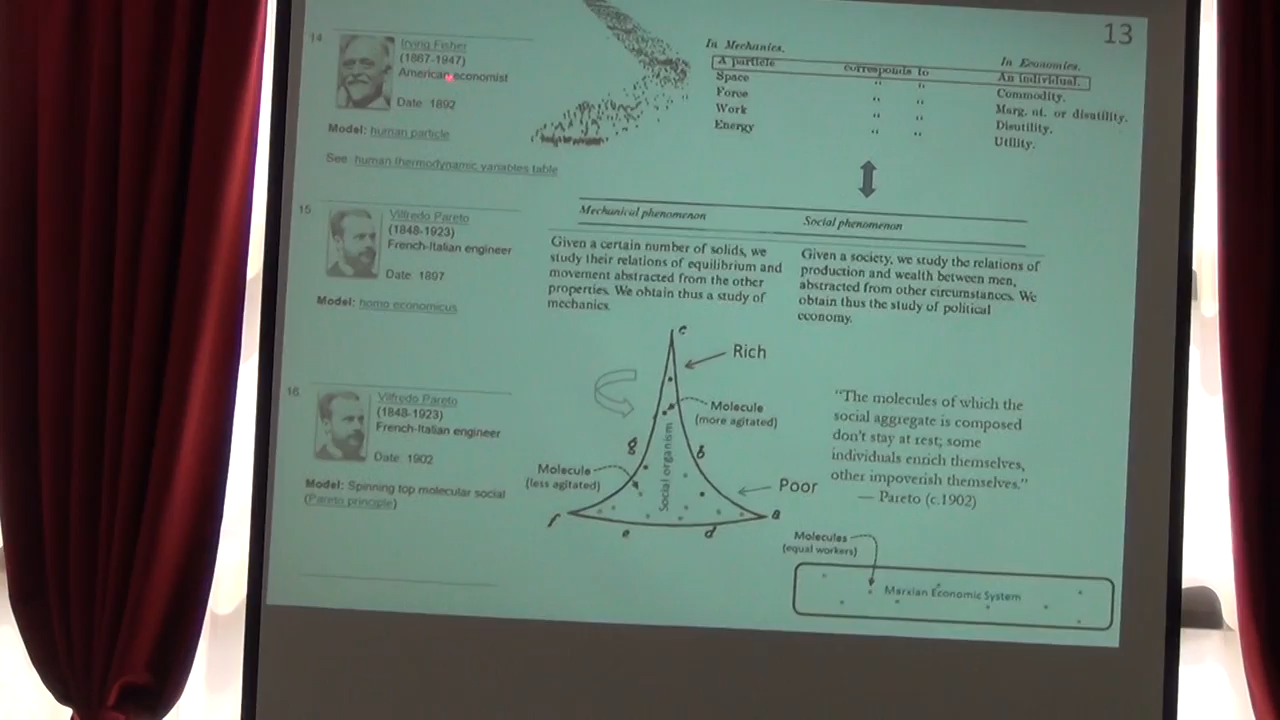 13
14
Irving Fisher
(1867-1947)
American economist
Date: 1892
Model: human particle
See: human thermodynamic variables table
In Mechanics. In Economics.
A particle corresponds to An individual.
Space " " Commodity.
Force " " Marg. ut. or disutility.
Work " " Disutility.
Energy " " Utility.
15
Vilfredo Pareto
(1848-1923)
French-Italian engineer
Date: 1897
Model: homo economicus
Mechanical phenomenon
Given a certain number of solids, we
study their relations of equilibrium and
movement abstracted from the other
properties. We obtain thus a study of
mechanics.
Social phenomenon
Given a society, we study the relations of
production and wealth between men,
abstracted from other circumstances. We
obtain thus the study of political
economy.
16
Vilfredo Pareto
(1848-1923)
French-Italian engineer
Date: 1902
Model: Spinning top molecular social
(Pareto principle)
c
Rich
Molecule
(more agitated)
g
b
Social organism
Molecule
(less agitated)
Poor
f
a
e
d
"The molecules of which the
social aggregate is composed
don't stay at rest; some
individuals enrich themselves,
other impoverish themselves."
— Pareto (c.1902)
Molecules
(equal workers)
Marxian Economic System